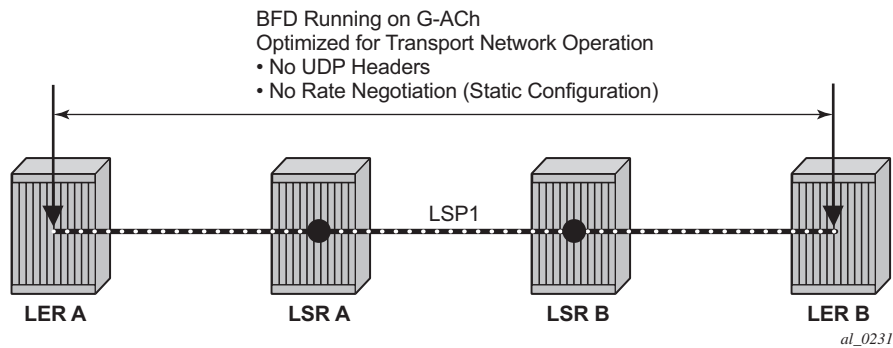 BFD Running on G-ACh
Optimized for Transport Network Operation
• No UDP Headers
• No Rate Negotiation (Static Configuration)
LSP1
LER A
LSR A
LSR B
LER B
al_0231